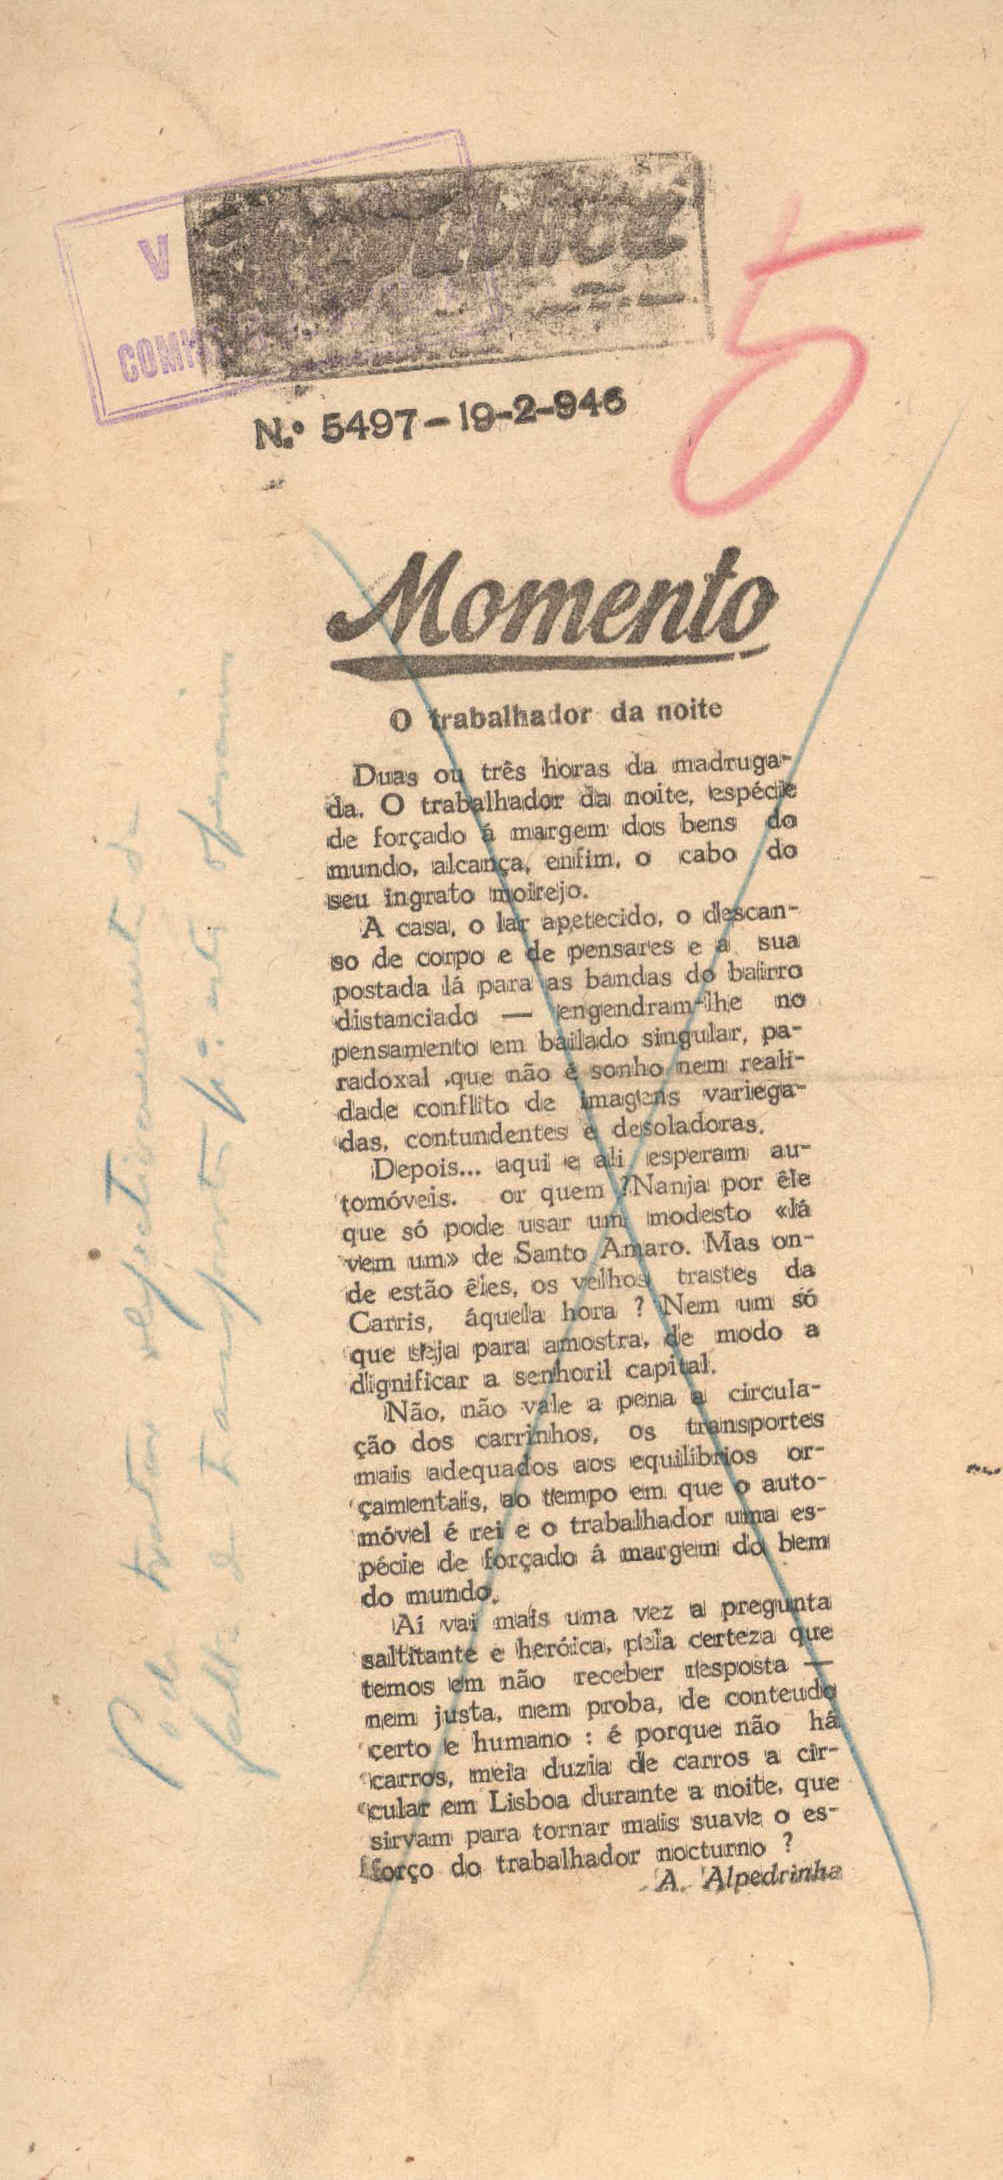 República
V
COMI
5
N.º 5497-19-2-946
Momento
O trabalhador da noite
Duas ou três horas da madruga-
da. O trabalhador da noite, espécie
de forçado á margem dos bens do
mundo, alcança, enfim, o cabo do
seu ingrato moirejo.
A casa, o lar apetecido, o descan-
so de corpo e de pensares e a sua
postada lá para as bandas do bairro
distanciado — engendram-lhe no
pensamento em bailado singular, pa-
radoxal ,que não é sonho nem reali-
dade conflito de imagens variega-
das, contundentes e desoladoras.
Depois... aqui e ali esperam au-
tomóveis. or quem ? Nanja por êle
que só pode usar um modesto «lá
vem um» de Santo Amaro. Mas on-
de estão êles, os velhos trastes da
Carris, áquela hora ? Nem um só
que seja para amostra, de modo a
dignificar a senhoril capital.
Não, não vale a pena a circula-
ção dos carrinhos, os transportes
mais adequados aos equilíbrios or-
çamentais, ao tempo em que o auto-
móvel é rei e o trabalhador uma es-
pécie de forçado á margem do bem
do mundo.
Aí vai mais uma vez a pregunta
saltitante e heróica, pela certeza que
temos em não receber resposta —
nem justa, nem proba, de conteudo
certo e humano : é porque não há
carros, meia duzia de carros a cir-
cular em Lisboa durante a noite, que
sirvam para tornar mais suave o es-
forço do trabalhador nocturno ?
A. Alpedrinha
Pode tratar objectivamente da
falta de transportes p.ª